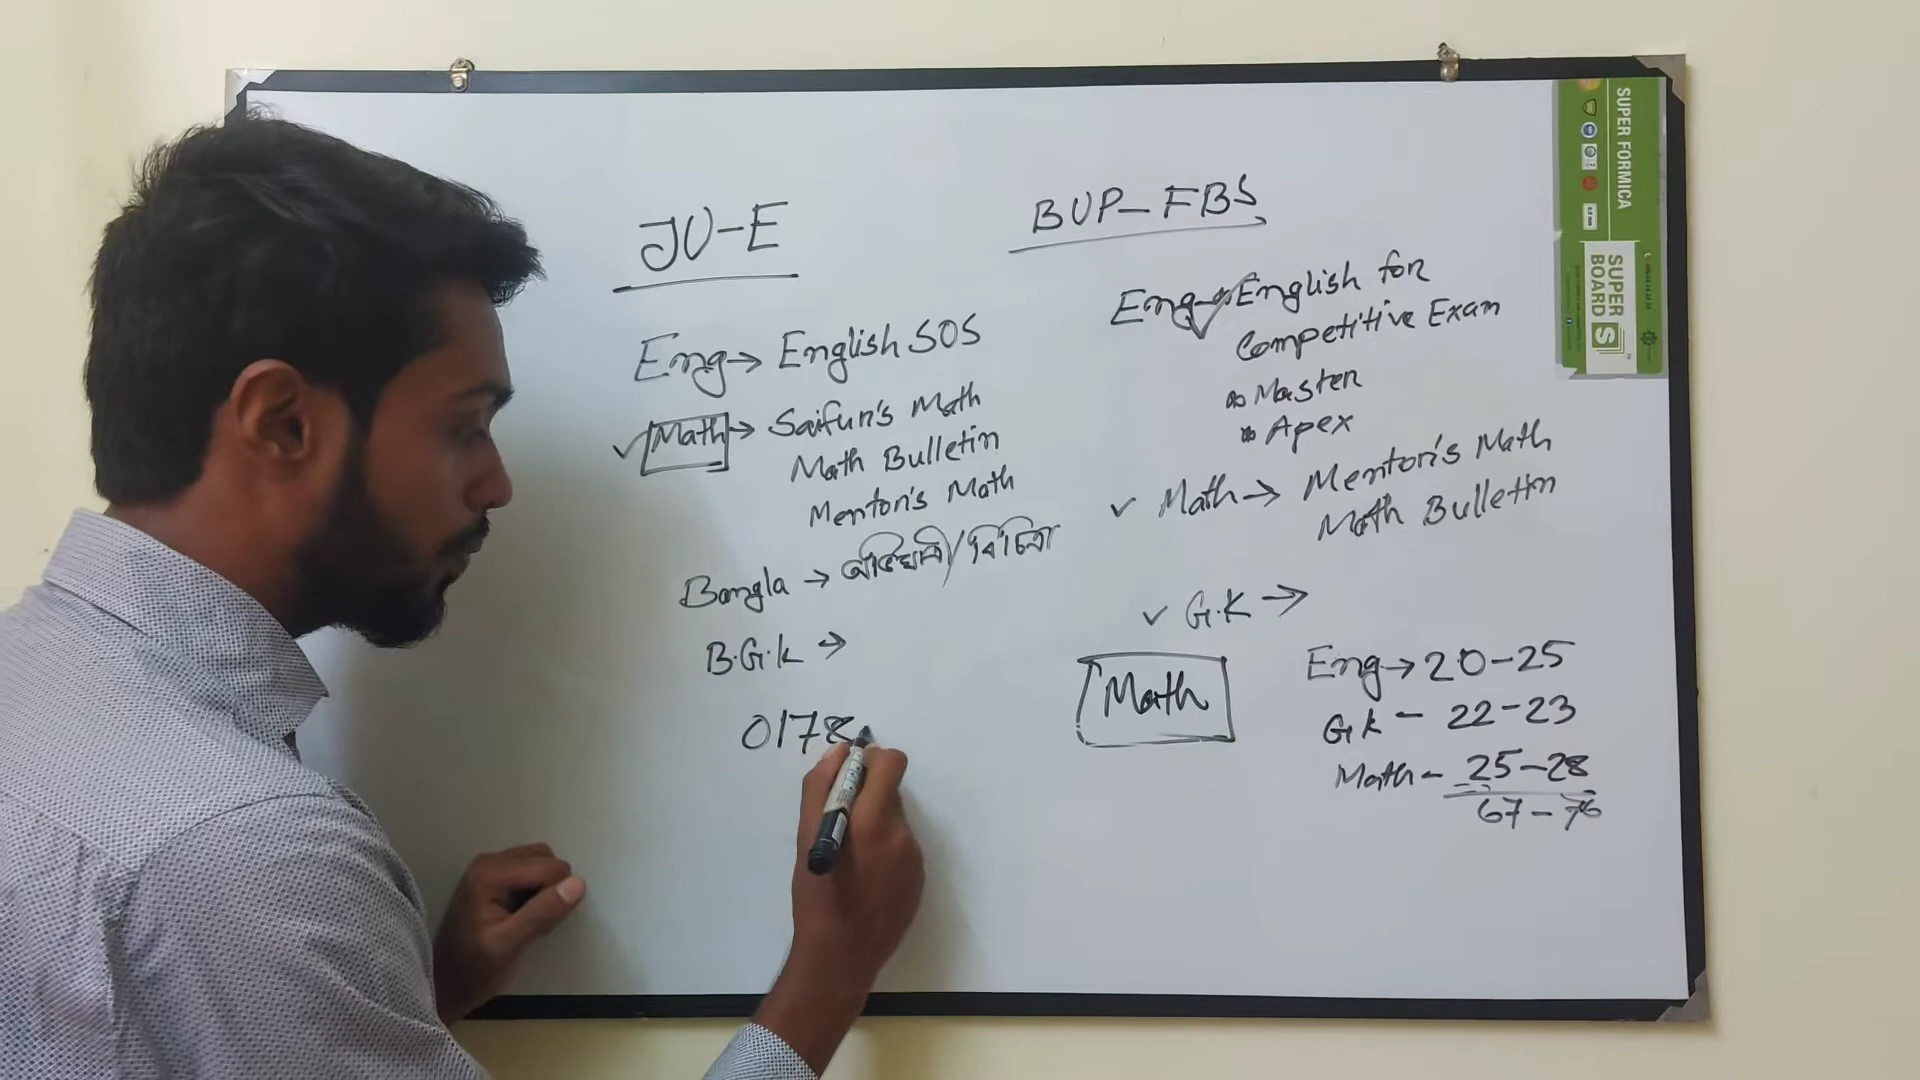 JU-E
Eng → English SOS
✓ Math → Saifur's Math
Math Bulletin
Mentor's Math
Bangla → অভিযাত্রী/বিচিত্রা
B.G.K →
0178
BUP-FBS
Eng → English for
Competitive Exam
Master
Apex
✓ Math → Mentor's Math
Math Bulletin
✓ G.K →
Math
Eng → 20-25
GK - 22-23
Math - 25-28
67-76
SUPER FORMICA
SUPER
BOARD S